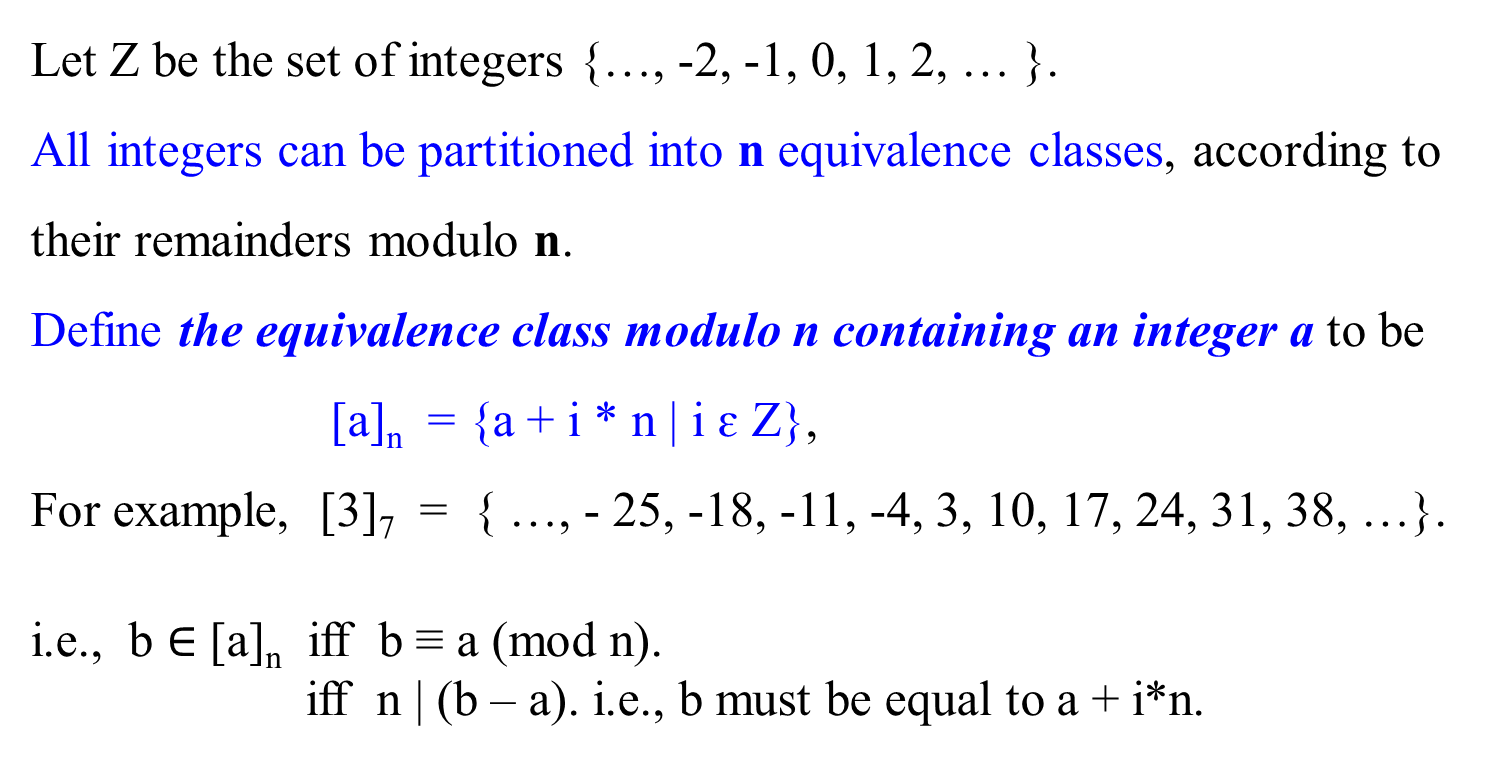 Let Z be the set of integers {…, -2, -1, 0, 1, 2, … }.
All integers can be partitioned into n equivalence classes, according to
their remainders modulo n.
Define the equivalence class modulo n containing an integer a to be
[a]ₙ = {a + i * n | i ε Z},
For example, [3]₇ = { …, - 25, -18, -11, -4, 3, 10, 17, 24, 31, 38, …}.
i.e., b ∈ [a]ₙ iff b ≡ a (mod n).
iff n | (b – a). i.e., b must be equal to a + i*n.